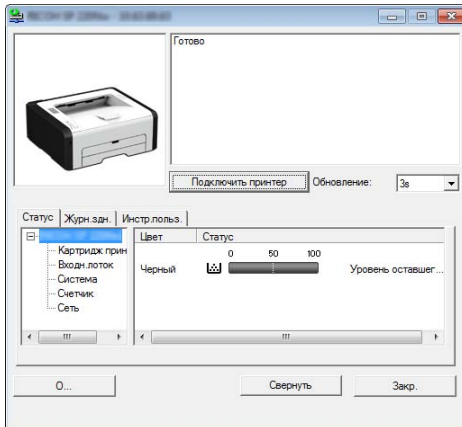 Готово
Подключить принтер
Обновление:
3s
Статус
Журн.здн.
Инстр.польз.
Цвет
Статус
Картридж прин
Входн.лоток
Система
Счетчик
Сеть
0 50 100
Черный
Уровень оставшег...
О...
Свернуть
Закр.